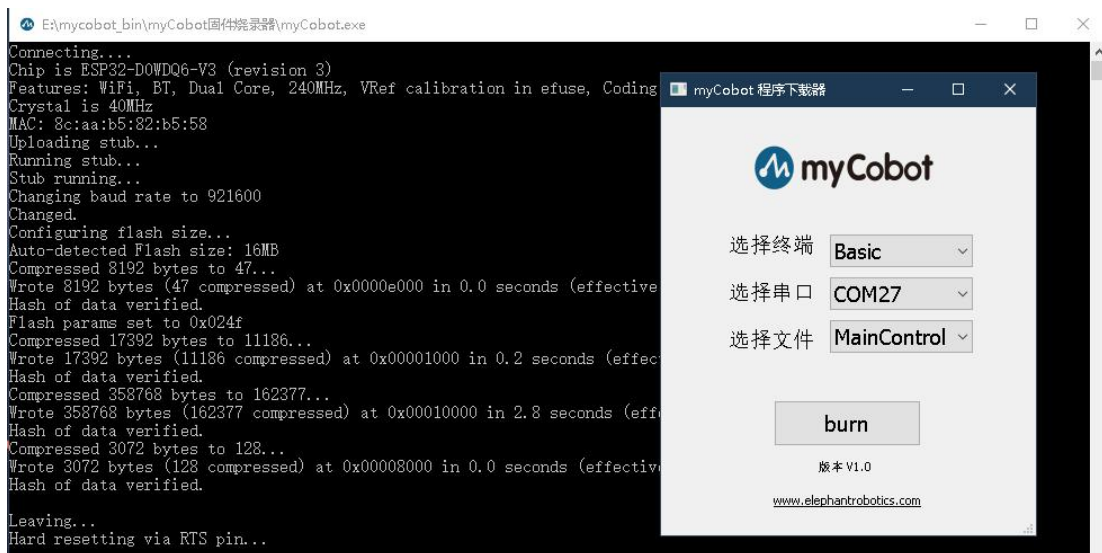 E:\mycobot_bin\myCobot固件烧录器\myCobot.exe
Connecting....
Chip is ESP32-D0WDQ6-V3 (revision 3)
Features: WiFi, BT, Dual Core, 240MHz, VRef calibration in efuse, Coding
Crystal is 40MHz
MAC: 8c:aa:b5:82:b5:58
Uploading stub...
Running stub...
Stub running...
Changing baud rate to 921600
Changed.
Configuring flash size...
Auto-detected Flash size: 16MB
Compressed 8192 bytes to 47...
Wrote 8192 bytes (47 compressed) at 0x0000e000 in 0.0 seconds (effective
Hash of data verified.
Flash params set to 0x024f
Compressed 17392 bytes to 11186...
Wrote 17392 bytes (11186 compressed) at 0x00001000 in 0.2 seconds (effec
Hash of data verified.
Compressed 358768 bytes to 162377...
Wrote 358768 bytes (162377 compressed) at 0x00010000 in 2.8 seconds (eff
Hash of data verified.
Compressed 3072 bytes to 128...
Wrote 3072 bytes (128 compressed) at 0x00008000 in 0.0 seconds (effectiv
Hash of data verified.
Leaving...
Hard resetting via RTS pin...
myCobot 程序下载器
myCobot
选择终端 Basic
选择串口 COM27
选择文件 MainControl
burn
版本 V1.0
www.elephantrobotics.com